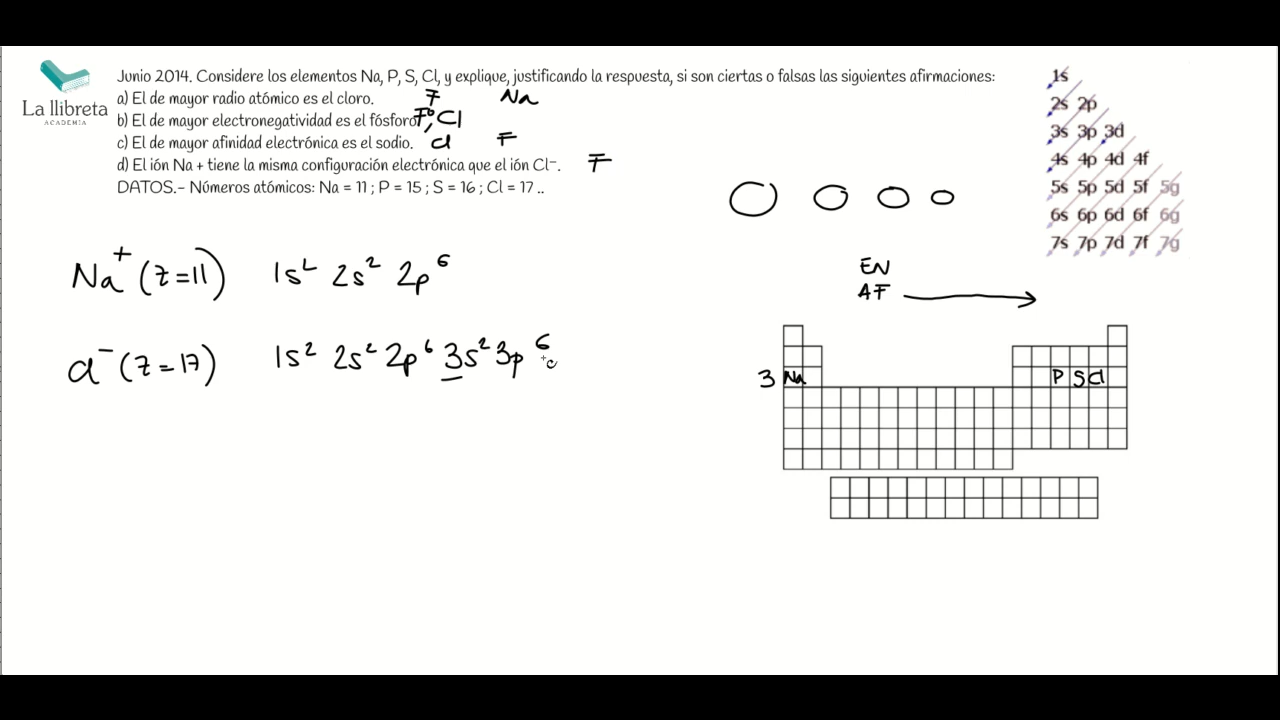 La llibreta
ACADEMIA
Junio 2014. Considere los elementos Na, P, S, Cl, y explique, justificando la respuesta, si son ciertas o falsas las siguientes afirmaciones:
a) El de mayor radio atómico es el cloro. F Na
b) El de mayor electronegatividad es el fósforo. F, Cl
c) El de mayor afinidad electrónica es el sodio. Cl F
d) El ión Na + tiene la misma configuración electrónica que el ión Cl⁻. F
DATOS.- Números atómicos: Na = 11 ; P = 15 ; S = 16 ; Cl = 17 ..
1s
2s 2p
3s 3p 3d
4s 4p 4d 4f
5s 5p 5d 5f 5g
6s 6p 6d 6f 6g
7s 7p 7d 7f 7g
Na⁺ (z=11) 1s² 2s² 2p⁶
Cl⁻ (z=17) 1s² 2s² 2p⁶ 3s² 3p⁶
EN
AF
3 Na P S Cl